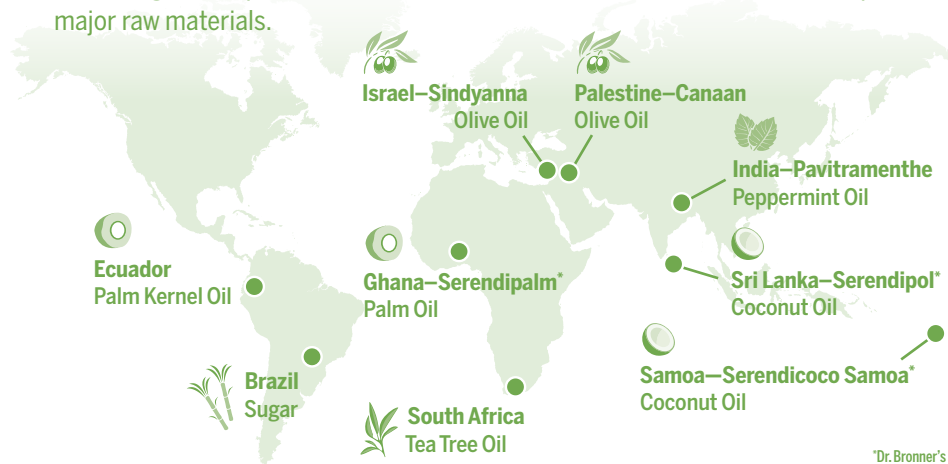 major raw materials.
Israel–Sindyanna
Olive Oil
Palestine–Canaan
Olive Oil
India–Pavitramenthe
Peppermint Oil
Ecuador
Palm Kernel Oil
Ghana–Serendipalm*
Palm Oil
Sri Lanka–Serendipol*
Coconut Oil
Samoa–Serendicoco Samoa*
Coconut Oil
Brazil
Sugar
South Africa
Tea Tree Oil
*Dr. Bronner's